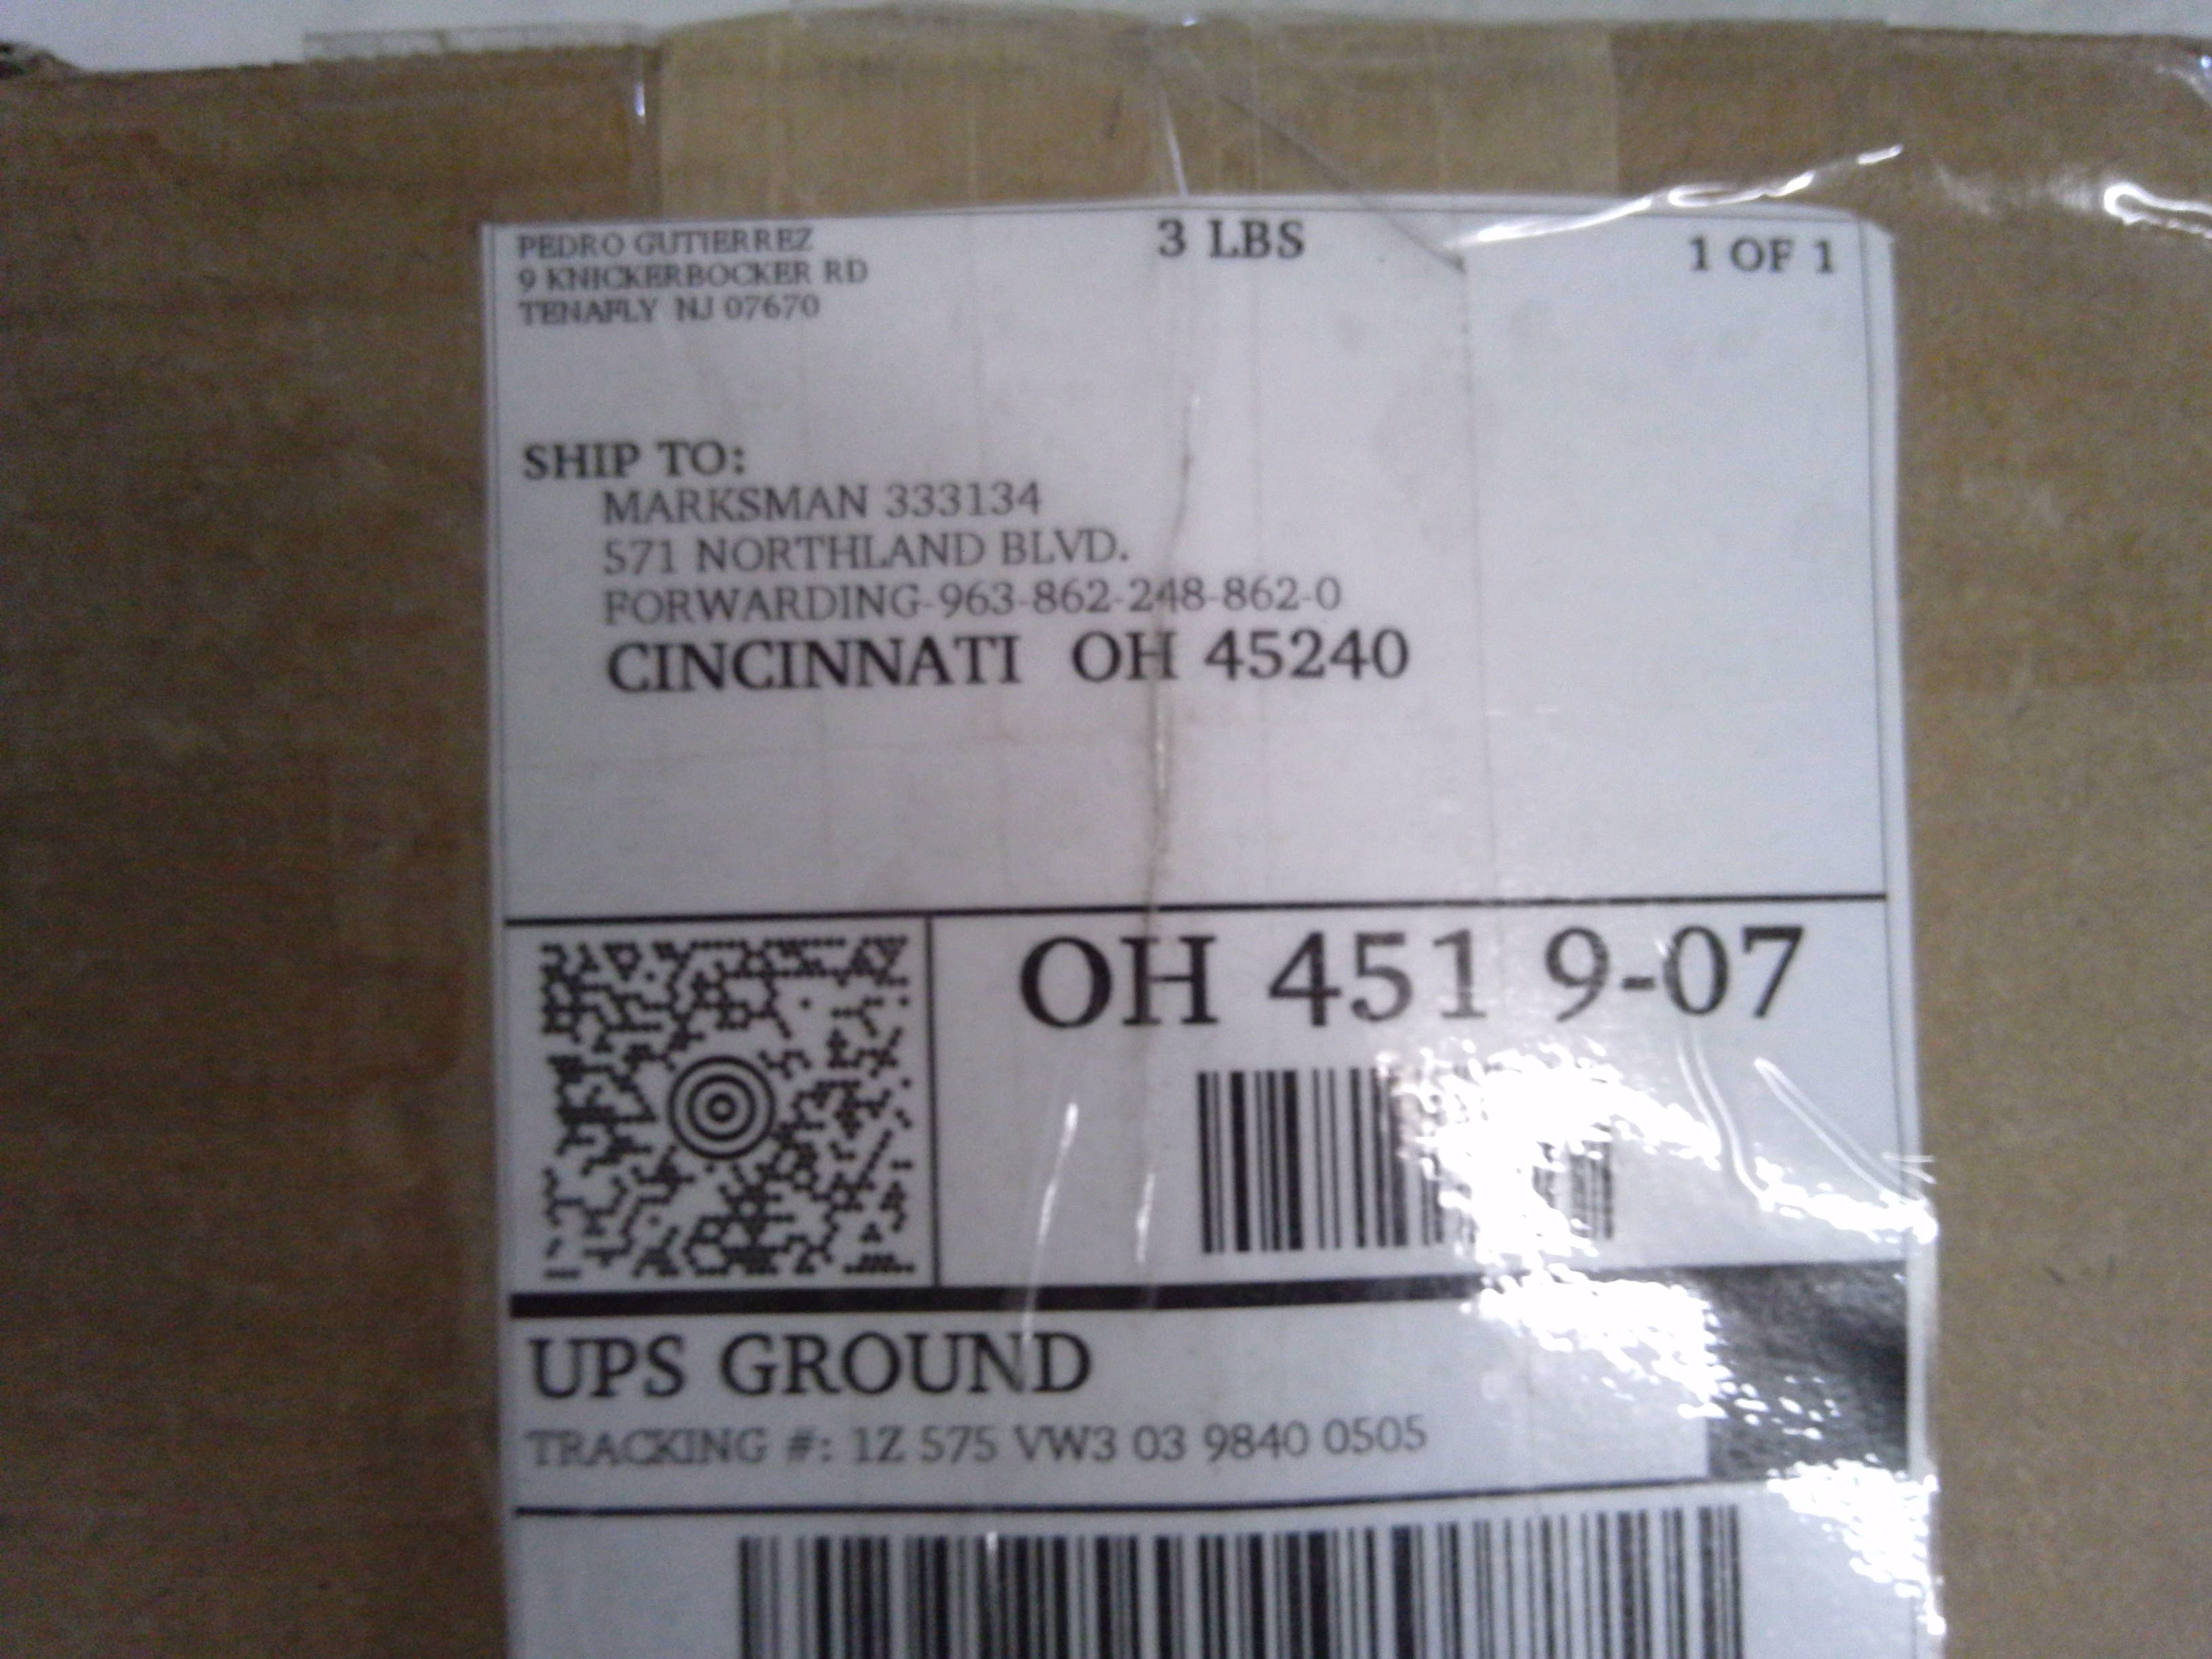 PEDRO GUTIERREZ
9 KNICKERBOCKER RD
TENAFLY NJ 07670
3 LBS
1 OF 1
SHIP TO:
MARKSMAN 333134
571 NORTHLAND BLVD.
FORWARDING-963-862-248-862-0
CINCINNATI OH 45240
OH 451 9-07
UPS GROUND
TRACKING #: 1Z 575 VW3 03 9840 0505